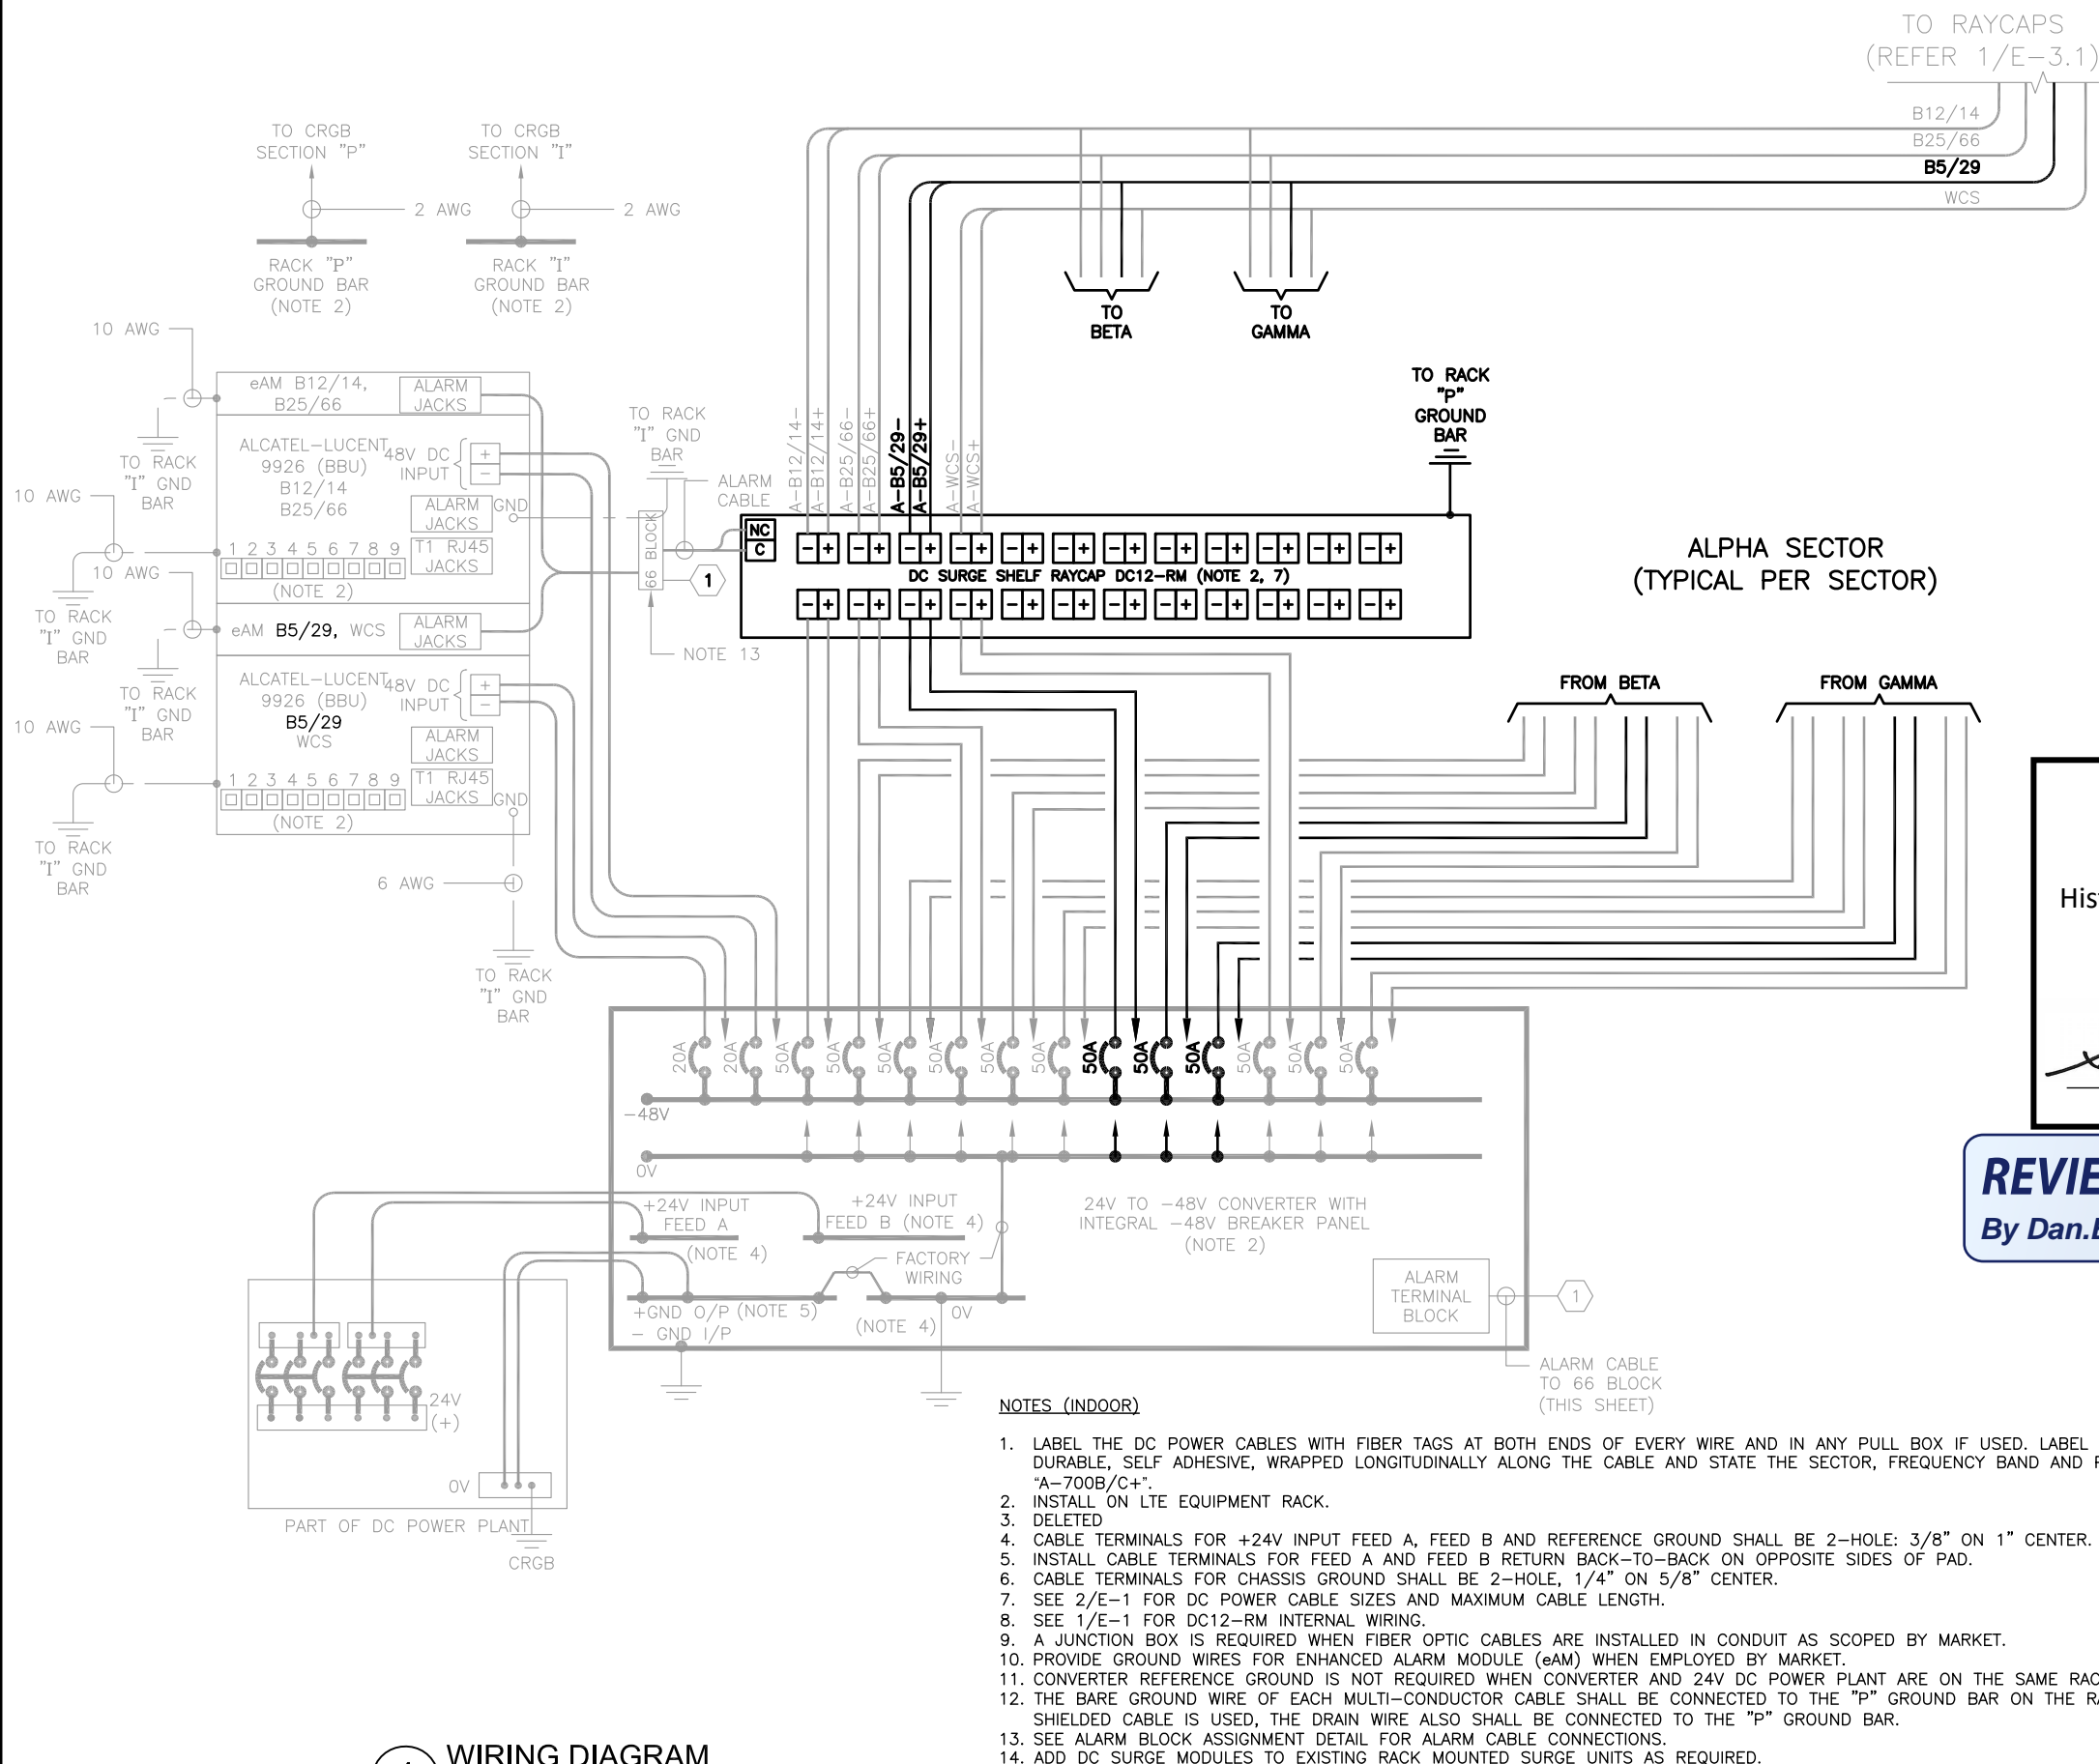 TO RAYCAPS
(REFER 1/E-3.1)
B12/14
B25/66
B5/29
WCS
TO CRGB
SECTION "P"
TO CRGB
SECTION "I"
2 AWG
2 AWG
RACK "P"
GROUND BAR
(NOTE 2)
RACK "I"
GROUND BAR
(NOTE 2)
TO
BETA
TO
GAMMA
10 AWG
TO RACK
"I" GND
BAR
10 AWG
TO RACK
"I" GND
BAR
10 AWG
TO RACK
"I" GND
BAR
10 AWG
TO RACK
"I" GND
BAR
eAM B12/14,
B25/66
ALARM
JACKS
ALCATEL-LUCENT
9926 (BBU)
B12/14
B25/66
48V DC
INPUT
+
-
ALARM
JACKS
GND
T1 RJ45
JACKS
1 2 3 4 5 6 7 8 9
(NOTE 2)
eAM B5/29, WCS
ALARM
JACKS
ALCATEL-LUCENT
9926 (BBU)
B5/29
WCS
48V DC
INPUT
+
-
ALARM
JACKS
T1 RJ45
JACKS
GND
1 2 3 4 5 6 7 8 9
(NOTE 2)
6 AWG
TO RACK
"I" GND
BAR
TO RACK
"I" GND
BAR
ALARM
CABLE
66 BLOCK
1
NOTE 13
A-B12/14-
A-B12/14+
A-B25/66-
A-B25/66+
A-B5/29-
A-B5/29+
A-WCS-
A-WCS+
TO RACK
"P"
GROUND
BAR
NC
C
- + - + - + - + - + - + - + - + - + - + - + - +
DC SURGE SHELF RAYCAP DC12-RM (NOTE 2, 7)
- + - + - + - + - + - + - + - + - + - + - + - +
ALPHA SECTOR
(TYPICAL PER SECTOR)
FROM BETA
FROM GAMMA
His
REVIE
By Dan.
20A 20A 50A 50A 50A 50A 50A 50A 50A 50A 50A 50A 50A 50A
-48V
0V
+24V INPUT
FEED A
(NOTE 4)
+24V INPUT
FEED B (NOTE 4)
FACTORY
WIRING
24V TO -48V CONVERTER WITH
INTEGRAL -48V BREAKER PANEL
(NOTE 2)
+GND O/P (NOTE 5)
- GND I/P
(NOTE 4)
0V
ALARM
TERMINAL
BLOCK
1
ALARM CABLE
TO 66 BLOCK
(THIS SHEET)
24V
(+)
0V
PART OF DC POWER PLANT
CRGB
NOTES (INDOOR)
1. LABEL THE DC POWER CABLES WITH FIBER TAGS AT BOTH ENDS OF EVERY WIRE AND IN ANY PULL BOX IF USED. LABEL
DURABLE, SELF ADHESIVE, WRAPPED LONGITUDINALLY ALONG THE CABLE AND STATE THE SECTOR, FREQUENCY BAND AND
"A-700B/C+".
2. INSTALL ON LTE EQUIPMENT RACK.
3. DELETED
4. CABLE TERMINALS FOR +24V INPUT FEED A, FEED B AND REFERENCE GROUND SHALL BE 2-HOLE: 3/8" ON 1" CENTER.
5. INSTALL CABLE TERMINALS FOR FEED A AND FEED B RETURN BACK-TO-BACK ON OPPOSITE SIDES OF PAD.
6. CABLE TERMINALS FOR CHASSIS GROUND SHALL BE 2-HOLE, 1/4" ON 5/8" CENTER.
7. SEE 2/E-1 FOR DC POWER CABLE SIZES AND MAXIMUM CABLE LENGTH.
8. SEE 1/E-1 FOR DC12-RM INTERNAL WIRING.
9. A JUNCTION BOX IS REQUIRED WHEN FIBER OPTIC CABLES ARE INSTALLED IN CONDUIT AS SCOPED BY MARKET.
10. PROVIDE GROUND WIRES FOR ENHANCED ALARM MODULE (eAM) WHEN EMPLOYED BY MARKET.
11. CONVERTER REFERENCE GROUND IS NOT REQUIRED WHEN CONVERTER AND 24V DC POWER PLANT ARE ON THE SAME RAC
12. THE BARE GROUND WIRE OF EACH MULTI-CONDUCTOR CABLE SHALL BE CONNECTED TO THE "P" GROUND BAR ON THE RA
SHIELDED CABLE IS USED, THE DRAIN WIRE ALSO SHALL BE CONNECTED TO THE "P" GROUND BAR.
13. SEE ALARM BLOCK ASSIGNMENT DETAIL FOR ALARM CABLE CONNECTIONS.
14. ADD DC SURGE MODULES TO EXISTING RACK MOUNTED SURGE UNITS AS REQUIRED.
WIRING DIAGRAM